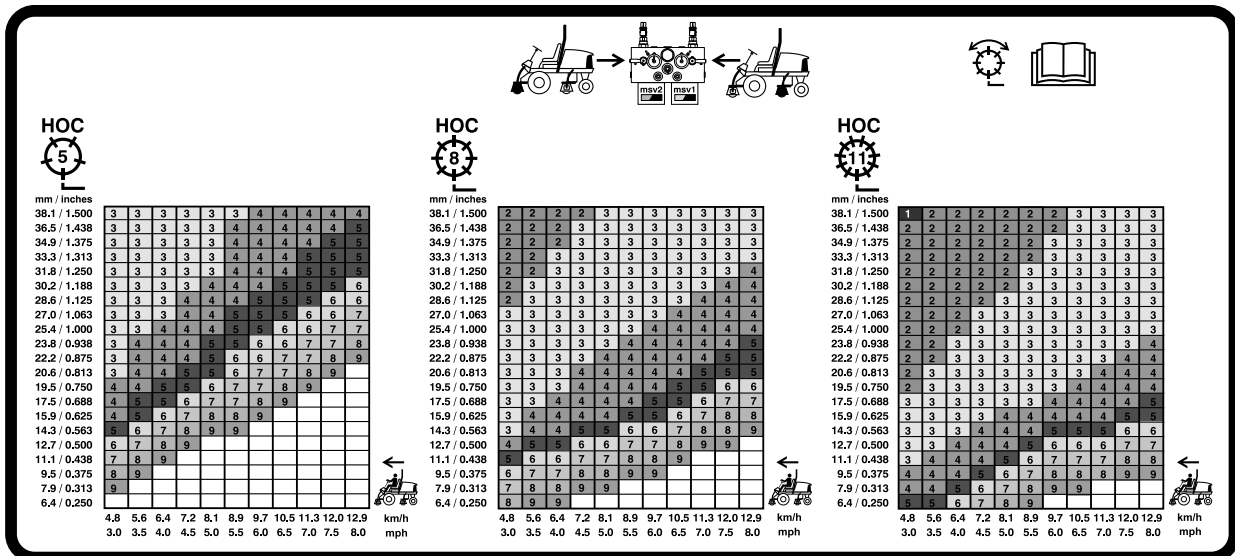 msv2 msv1
HOC
5
mm / inches
38.1 / 1.500 3 3 3 3 3 3 4 4 4 4 4
36.5 / 1.438 3 3 3 3 3 4 4 4 4 4 5
34.9 / 1.375 3 3 3 3 3 4 4 4 4 5 5
33.3 / 1.313 3 3 3 3 3 4 4 4 5 5 5
31.8 / 1.250 3 3 3 3 3 4 4 4 5 5 5
30.2 / 1.188 3 3 3 3 4 4 4 5 5 5 6
28.6 / 1.125 3 3 3 4 4 4 5 5 5 6 6
27.0 / 1.063 3 3 3 4 4 5 5 5 6 6 7
25.4 / 1.000 3 3 4 4 4 5 5 6 6 7 7
23.8 / 0.938 3 4 4 4 5 5 6 6 7 7 8
22.2 / 0.875 3 4 4 4 5 6 6 7 7 8 9
20.6 / 0.813 3 4 4 5 5 6 7 7 8 9
19.5 / 0.750 4 4 5 5 6 7 7 8 9
17.5 / 0.688 4 5 5 6 7 7 8 9
15.9 / 0.625 4 5 6 7 7 8 9
14.3 / 0.563 5 6 7 8 9 9
12.7 / 0.500 6 7 8 9
11.1 / 0.438 7 8 9
9.5 / 0.375 8 9
7.9 / 0.313 9
6.4 / 0.250
4.8 5.6 6.4 7.2 8.1 8.9 9.7 10.5 11.3 12.0 12.9 km/h
3.0 3.5 4.0 4.5 5.0 5.5 6.0 6.5 7.0 7.5 8.0 mph
HOC
8
mm / inches
38.1 / 1.500 2 2 2 2 3 3 3 3 3 3 3
36.5 / 1.438 2 2 2 3 3 3 3 3 3 3 3
34.9 / 1.375 2 2 2 3 3 3 3 3 3 3 3
33.3 / 1.313 2 2 3 3 3 3 3 3 3 3 3
31.8 / 1.250 2 2 3 3 3 3 3 3 3 3 4
30.2 / 1.188 2 3 3 3 3 3 3 3 3 4 4
28.6 / 1.125 2 3 3 3 3 3 3 3 4 4 4
27.0 / 1.063 3 3 3 3 3 3 3 4 4 4 4
25.4 / 1.000 3 3 3 3 3 3 4 4 4 4 4
23.8 / 0.938 3 3 3 3 3 4 4 4 4 4 5
22.2 / 0.875 3 3 3 3 4 4 4 4 4 5 5
20.6 / 0.813 3 3 3 3 4 4 4 4 5 5 5
19.5 / 0.750 3 3 3 4 4 4 4 5 5 6 6
17.5 / 0.688 3 3 3 4 4 4 5 5 6 6 7
15.9 / 0.625 3 4 4 4 4 5 5 6 7 7 8
14.3 / 0.563 3 4 4 5 5 6 6 7 7 8 8
12.7 / 0.500 4 5 5 6 6 7 7 8 9 9
11.1 / 0.438 5 6 6 7 7 8 8 9
9.5 / 0.375 6 7 7 8 8 9 9
7.9 / 0.313 7 8 8 9 9
6.4 / 0.250 8 9 9
4.8 5.6 6.4 7.2 8.1 8.9 9.7 10.5 11.3 12.0 12.9 km/h
3.0 3.5 4.0 4.5 5.0 5.5 6.0 6.5 7.0 7.5 8.0 mph
HOC
11
mm / inches
38.1 / 1.500 1 2 2 2 2 2 2 3 3 3 3
36.5 / 1.438 2 2 2 2 2 2 2 3 3 3 3
34.9 / 1.375 2 2 2 2 2 2 3 3 3 3 3
33.3 / 1.313 2 2 2 2 2 2 3 3 3 3 3
31.8 / 1.250 2 2 2 2 2 3 3 3 3 3 3
30.2 / 1.188 2 2 2 2 2 3 3 3 3 3 3
28.6 / 1.125 2 2 2 2 3 3 3 3 3 3 3
27.0 / 1.063 2 2 2 3 3 3 3 3 3 3 3
25.4 / 1.000 2 2 2 3 3 3 3 3 3 3 3
23.8 / 0.938 2 2 3 3 3 3 3 3 3 3 4
22.2 / 0.875 2 2 3 3 3 3 3 3 3 4 4
20.6 / 0.813 2 3 3 3 3 3 3 3 4 4 4
19.5 / 0.750 2 3 3 3 3 3 3 4 4 4 4
17.5 / 0.688 3 3 3 3 3 3 4 4 4 4 5
15.9 / 0.625 3 3 3 3 4 4 4 4 4 5 5
14.3 / 0.563 3 3 3 4 4 4 5 5 5 6 6
12.7 / 0.500 3 3 4 4 4 5 5 6 6 7 7
11.1 / 0.438 3 4 4 4 5 6 6 7 7 8 8
9.5 / 0.375 4 4 4 5 6 7 7 8 8 9 9
7.9 / 0.313 4 4 5 6 7 8 9 9
6.4 / 0.250 5 5 6 7 8 9
4.8 5.6 6.4 7.2 8.1 8.9 9.7 10.5 11.3 12.0 12.9 km/h
3.0 3.5 4.0 4.5 5.0 5.5 6.0 6.5 7.0 7.5 8.0 mph